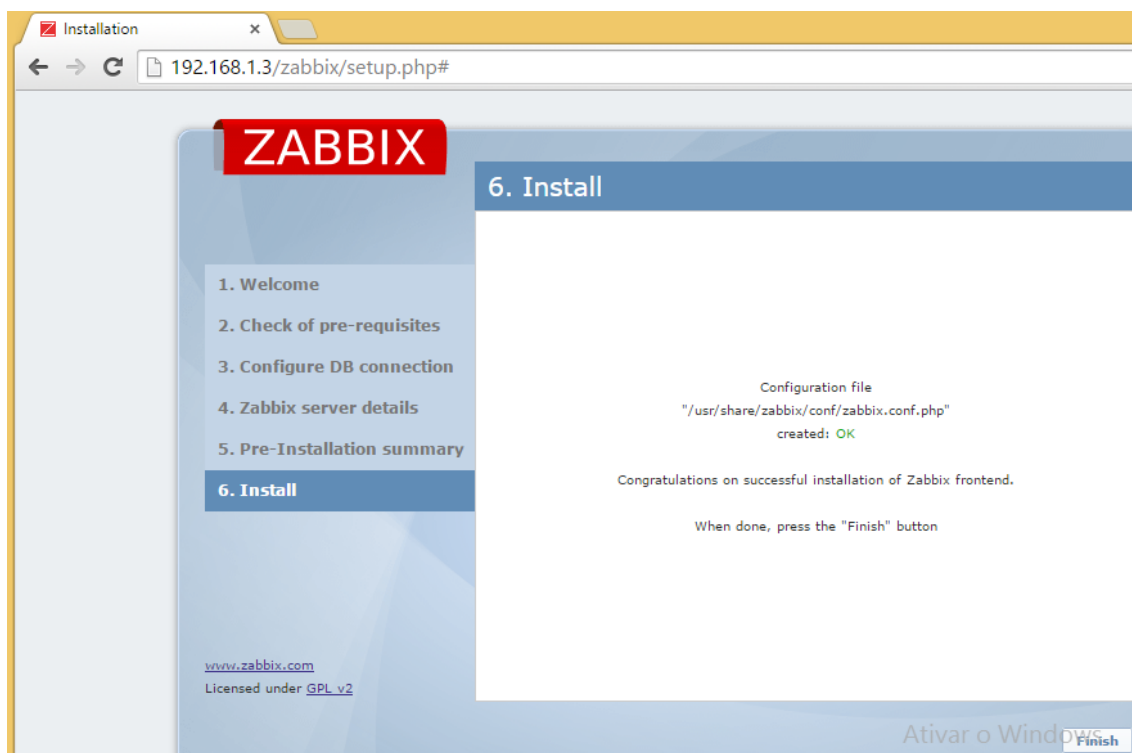 Installation
192.168.1.3/zabbix/setup.php#
ZABBIX
6. Install
1. Welcome
2. Check of pre-requisites
3. Configure DB connection
4. Zabbix server details
5. Pre-Installation summary
6. Install
Configuration file
"/usr/share/zabbix/conf/zabbix.conf.php"
created: OK
Congratulations on successful installation of Zabbix frontend.
When done, press the "Finish" button
www.zabbix.com
Licensed under GPL v2
Ativar o Windows
Finish